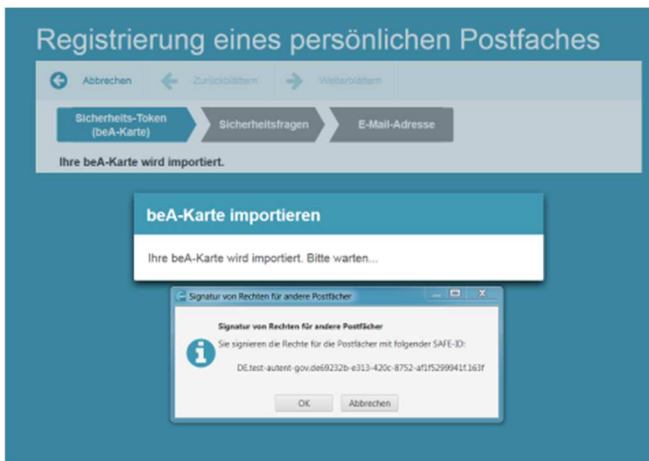 Registrierung eines persönlichen Postfaches
Abbrechen Zurückblättern Weiterblättern
Sicherheits-Token
(beA-Karte)
Sicherheitsfragen
E-Mail-Adresse
Ihre beA-Karte wird importiert.
beA-Karte importieren
Ihre beA-Karte wird importiert. Bitte warten...
Signatur von Rechten für andere Postfächer
Signatur von Rechten für andere Postfächer
Sie signieren die Rechte für die Postfächer mit folgender SAFE-ID:
DE.test-autent-gov.de69232b-e313-420c-8752-af1f5299941f.163f
OK Abbrechen